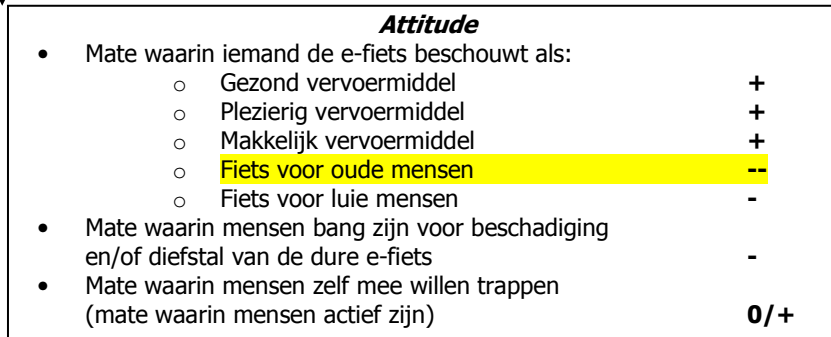 Attitude
• Mate waarin iemand de e-fiets beschouwt als:
o Gezond vervoermiddel +
o Plezierig vervoermiddel +
o Makkelijk vervoermiddel +
o Fiets voor oude mensen --
o Fiets voor luie mensen -
• Mate waarin mensen bang zijn voor beschadiging
en/of diefstal van de dure e-fiets -
• Mate waarin mensen zelf mee willen trappen
(mate waarin mensen actief zijn) 0/+